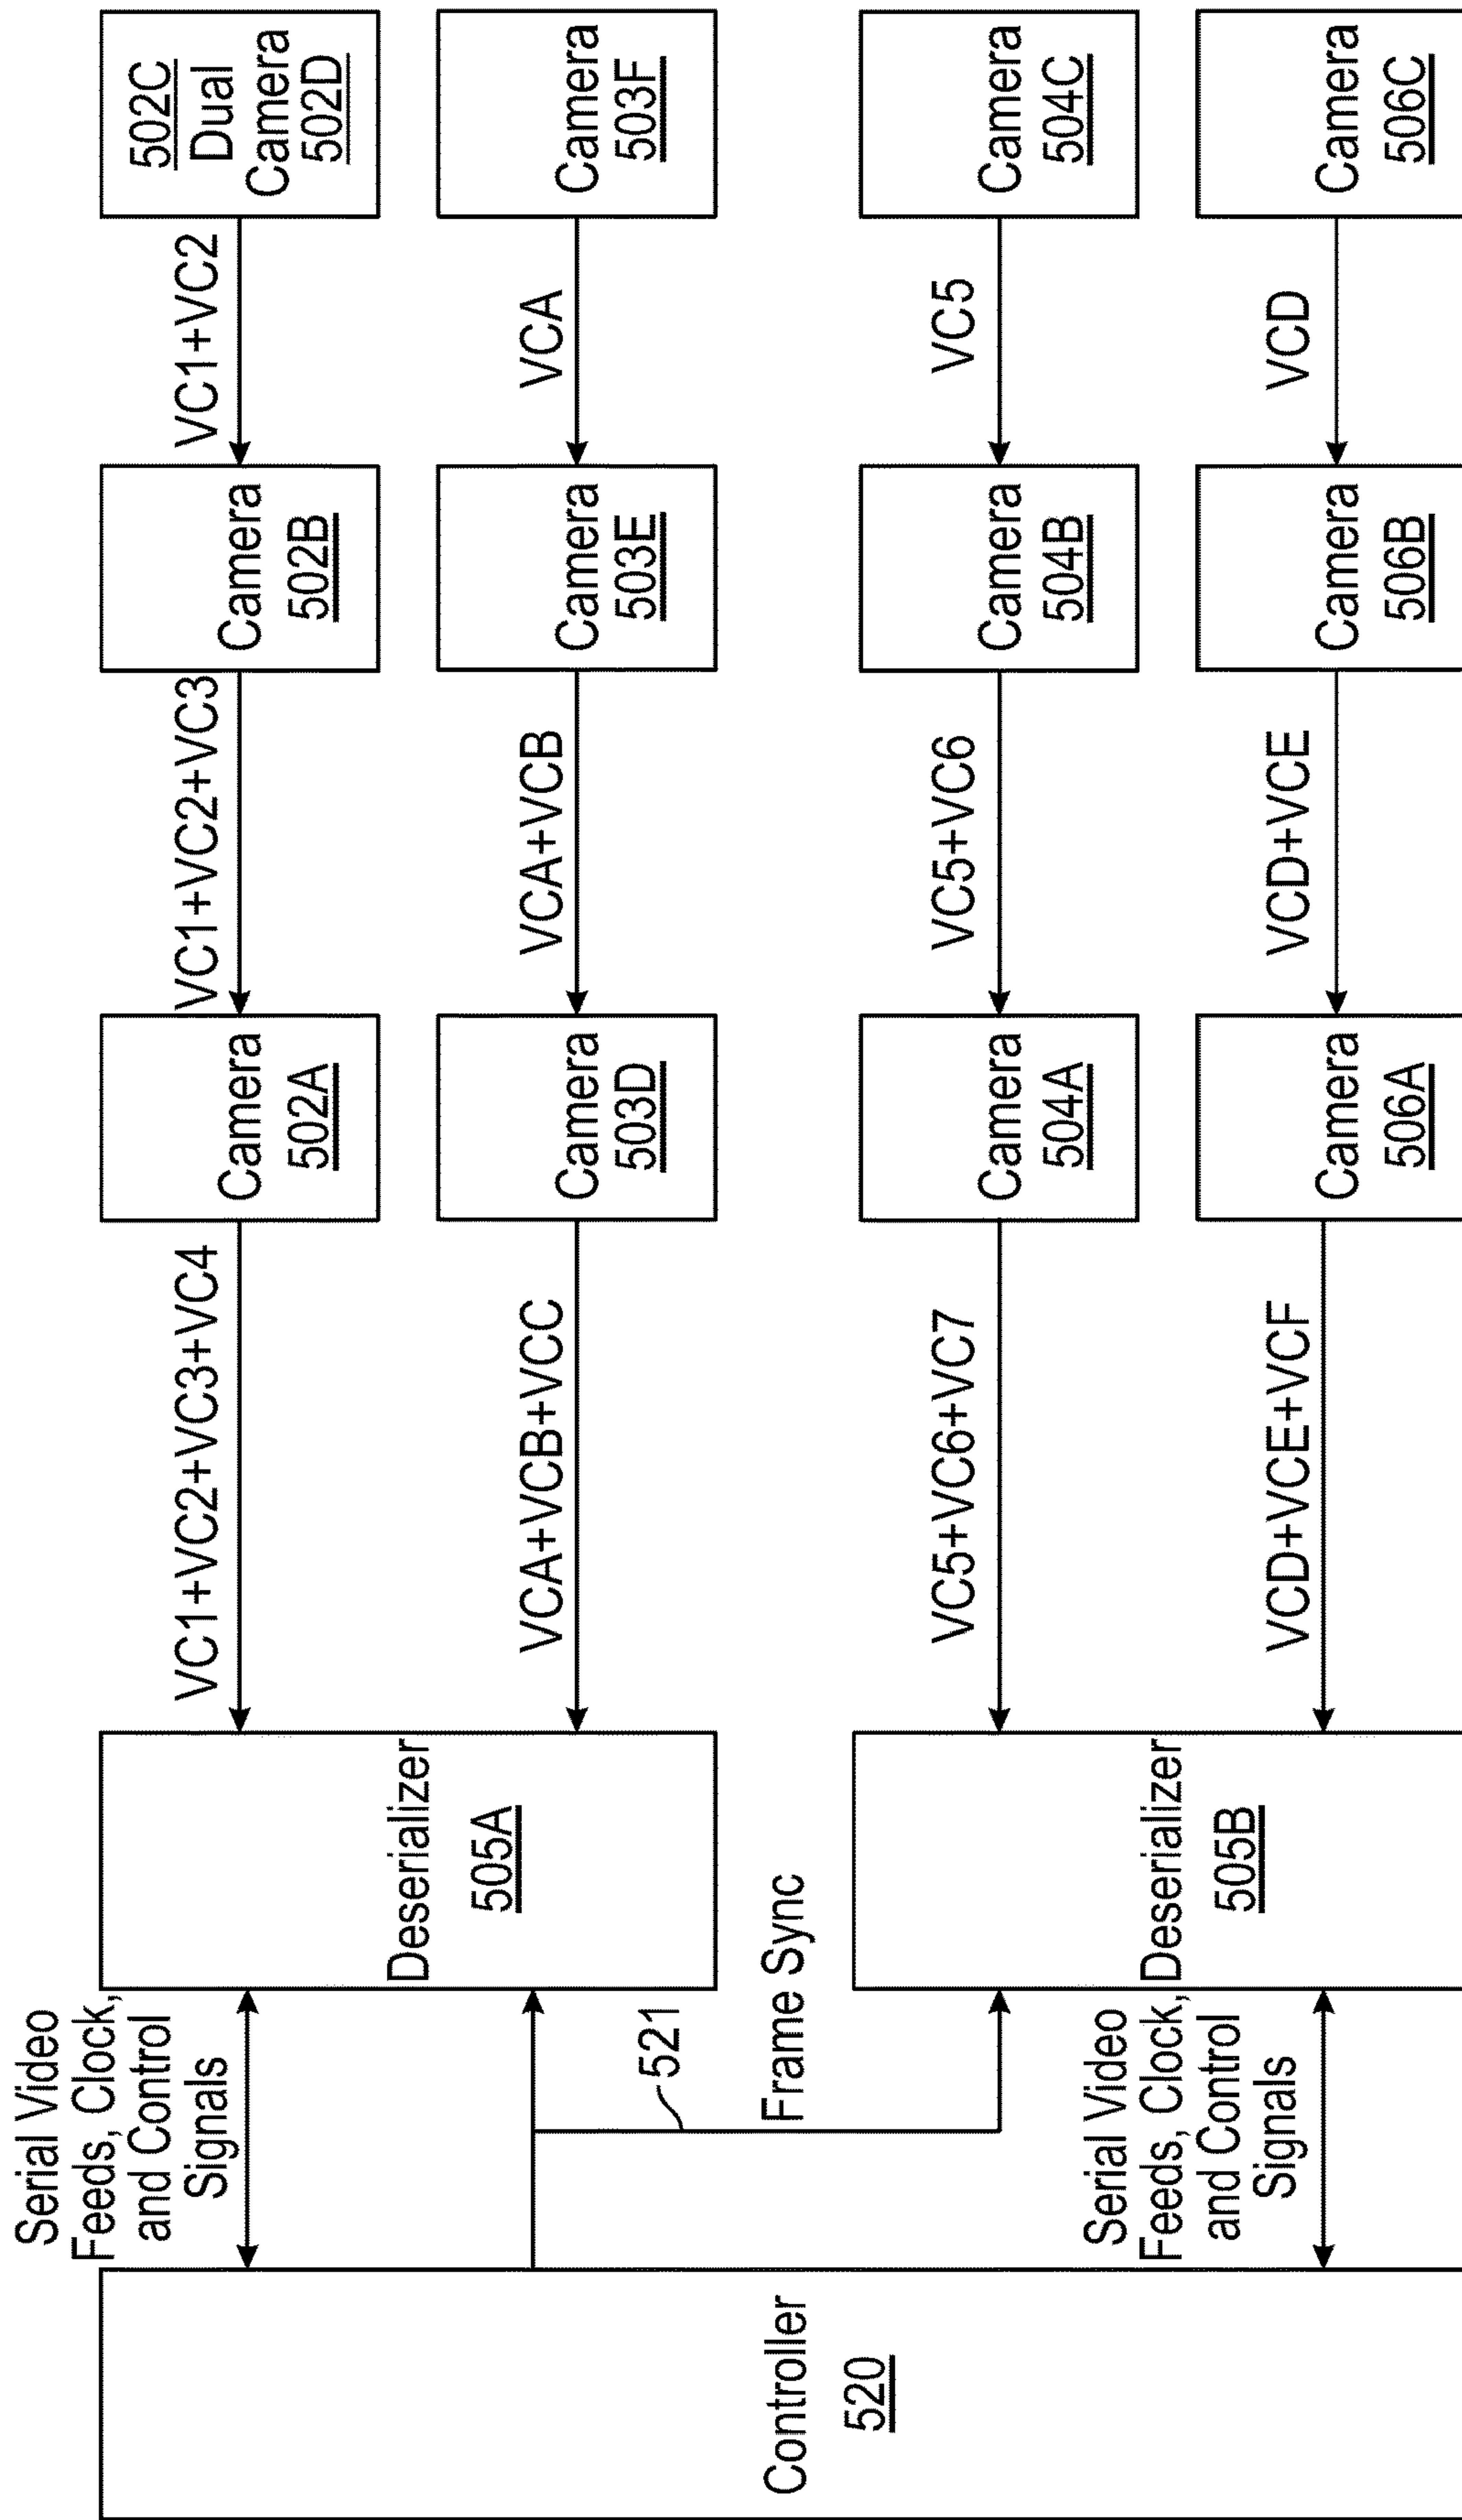 502C
Dual
Camera
502D
VC1+VC2
Camera
502B
VC1+VC2+VC3
Camera
502A
VC1+VC2+VC3+VC4
Camera
503F
VCA
Camera
503E
VCA+VCB
Camera
503D
VCA+VCB+VCC
Deserializer
505A
Serial Video
Feeds, Clock,
and Control
Signals
521
Frame Sync
Camera
504C
VC5
Camera
504B
VC5+VC6
Camera
504A
VC5+VC6+VC7
Camera
506C
VCD
Camera
506B
VCD+VCE
Camera
506A
VCD+VCE+VCF
Deserializer
505B
Serial Video
Feeds, Clock,
and Control
Signals
Controller
520